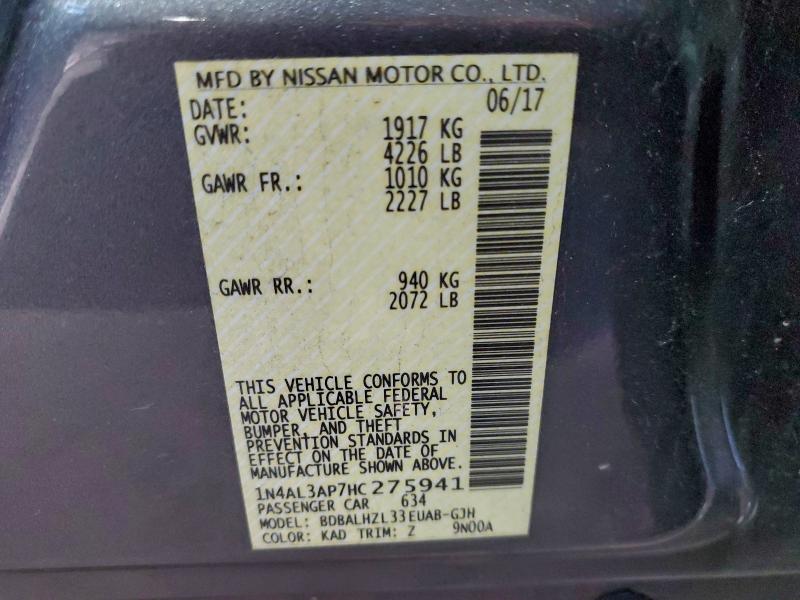 MFD BY NISSAN MOTOR CO., LTD.
DATE: 06/17
GVWR: 1917 KG
4226 LB
GAWR FR.: 1010 KG
2227 LB
GAWR RR.: 940 KG
2072 LB
THIS VEHICLE CONFORMS TO
ALL APPLICABLE FEDERAL
MOTOR VEHICLE SAFETY,
BUMPER, AND THEFT
PREVENTION STANDARDS IN
EFFECT ON THE DATE OF
MANUFACTURE SHOWN ABOVE.
1N4AL3AP7HC275941
PASSENGER CAR 634
MODEL: BDBALHZL33EUAB-GJH
COLOR: KAD TRIM: Z 9N00A